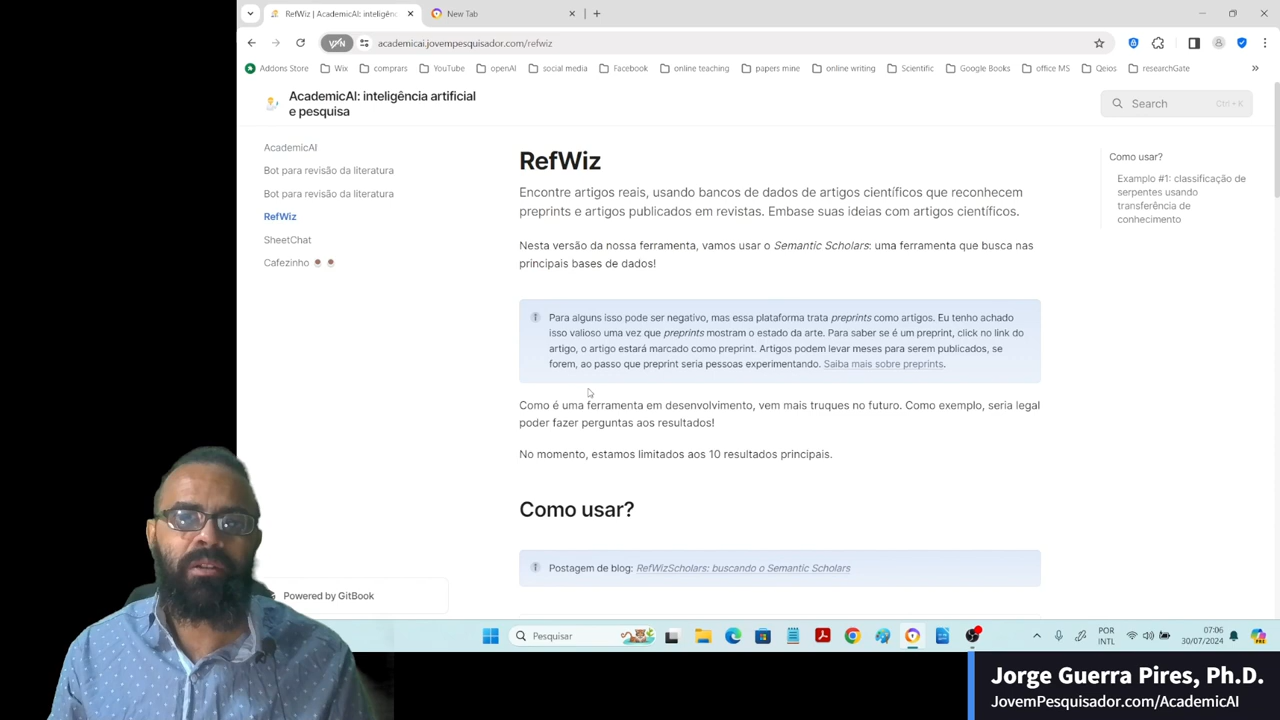 RefWiz | AcademicAI: inteligênc
New Tab
academicai.jovempesquisador.com/refwiz
Addons Store
Wix
comprars
YouTube
openAI
social media
Facebook
online teaching
papers mine
online writing
Scientific
Google Books
office MS
Qeios
researchGate
»
AcademicAI: inteligência artificial
e pesquisa
Search
Ctrl + K
AcademicAI
Bot para revisão da literatura
Bot para revisão da literatura
RefWiz
SheetChat
Cafezinho
Powered by GitBook
RefWiz
Encontre artigos reais, usando bancos de dados de artigos científicos que reconhecem
preprints e artigos publicados em revistas. Embase suas ideias com artigos científicos.
Nesta versão da nossa ferramenta, vamos usar o Semantic Scholars: uma ferramenta que busca nas
principais bases de dados!
Para alguns isso pode ser negativo, mas essa plataforma trata preprints como artigos. Eu tenho achado
isso valioso uma vez que preprints mostram o estado da arte. Para saber se é um preprint, click no link do
artigo, o artigo estará marcado como preprint. Artigos podem levar meses para serem publicados, se
forem, ao passo que preprint seria pessoas experimentando. Saiba mais sobre preprints.
Como é uma ferramenta em desenvolvimento, vem mais truques no futuro. Como exemplo, seria legal
poder fazer perguntas aos resultados!
No momento, estamos limitados aos 10 resultados principais.
Como usar?
Postagem de blog: RefWizScholars: buscando o Semantic Scholars
Como usar?
Exemplo #1: classificação de
serpentes usando
transferência de
conhecimento
Pesquisar
POR
INTL
07:06
30/07/2024
Jorge Guerra Pires, Ph.D.
JovemPesquisador.com/AcademicAI